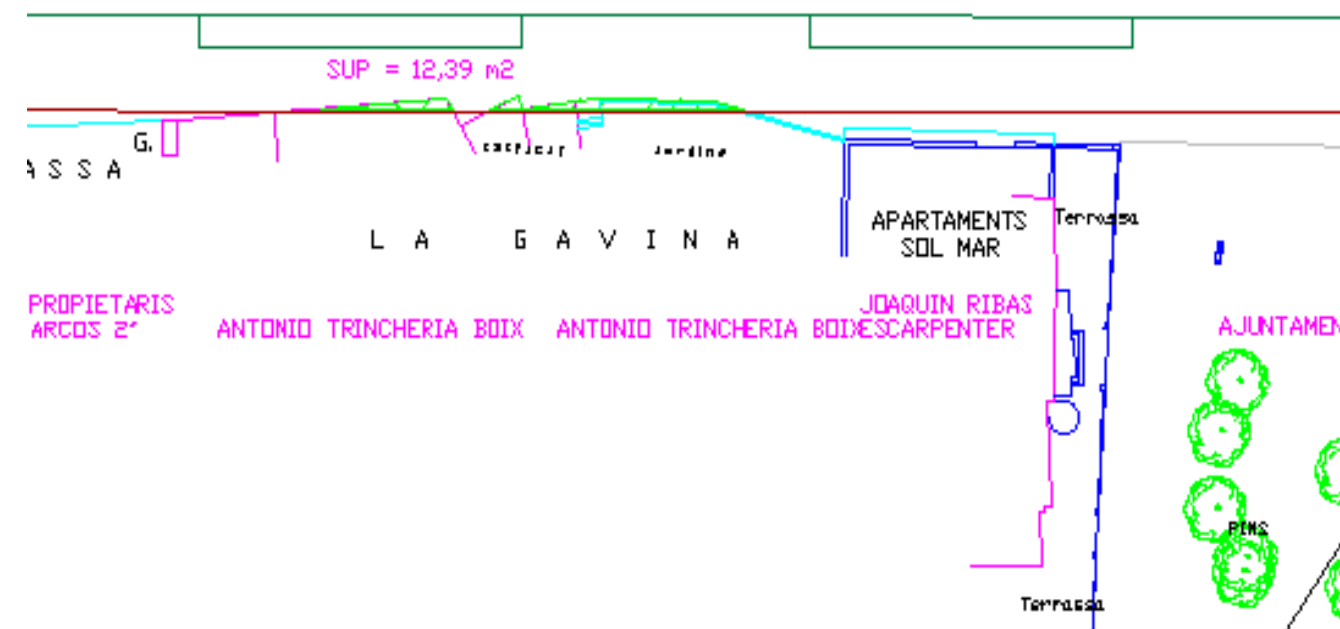 SUP = 12,39 m2
G.
ASSA
Jardine
LA GAVINA
APARTAMENTS
SOL MAR
Terrassa
PROPIETARIS
ARCOS 2ª
ANTONIO TRINCHERIA BOIX
ANTONIO TRINCHERIA BOIX
JOAQUIN RIBAS
ESCARPENTER
AJUNTAMEN
PINS
Terrassa